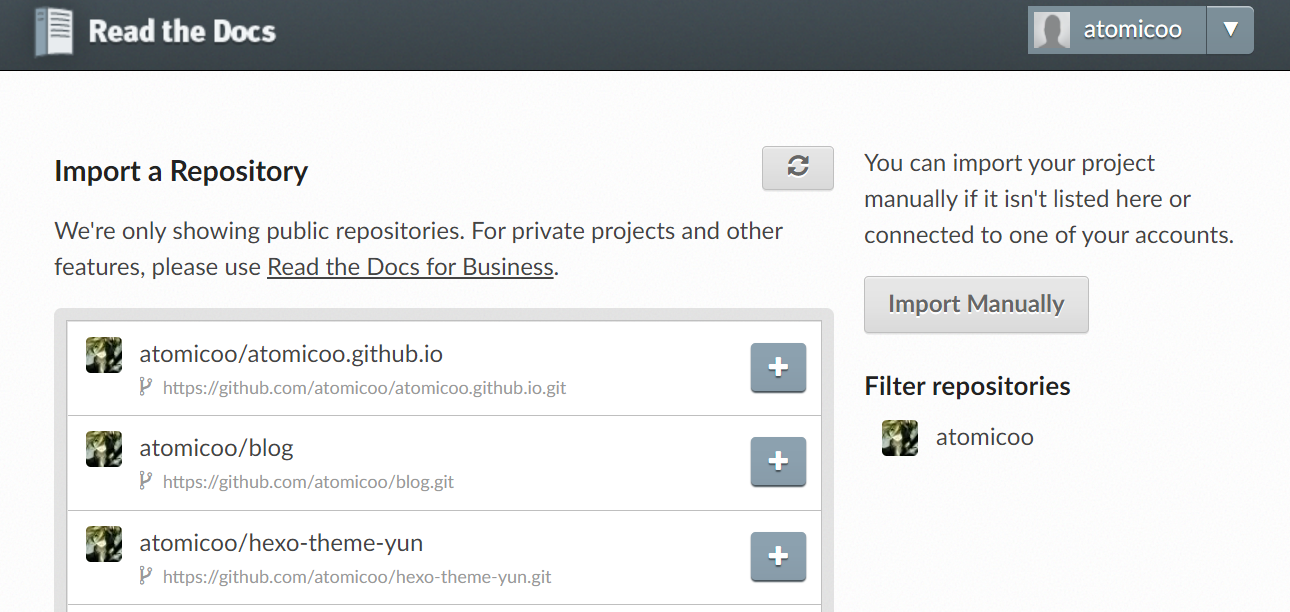 Read the Docs
atomicoo
Import a Repository
We're only showing public repositories. For private projects and other
features, please use Read the Docs for Business.
atomicoo/atomicoo.github.io
https://github.com/atomicoo/atomicoo.github.io.git
atomicoo/blog
https://github.com/atomicoo/blog.git
atomicoo/hexo-theme-yun
https://github.com/atomicoo/hexo-theme-yun.git
You can import your project
manually if it isn't listed here or
connected to one of your accounts.
Import Manually
Filter repositories
atomicoo